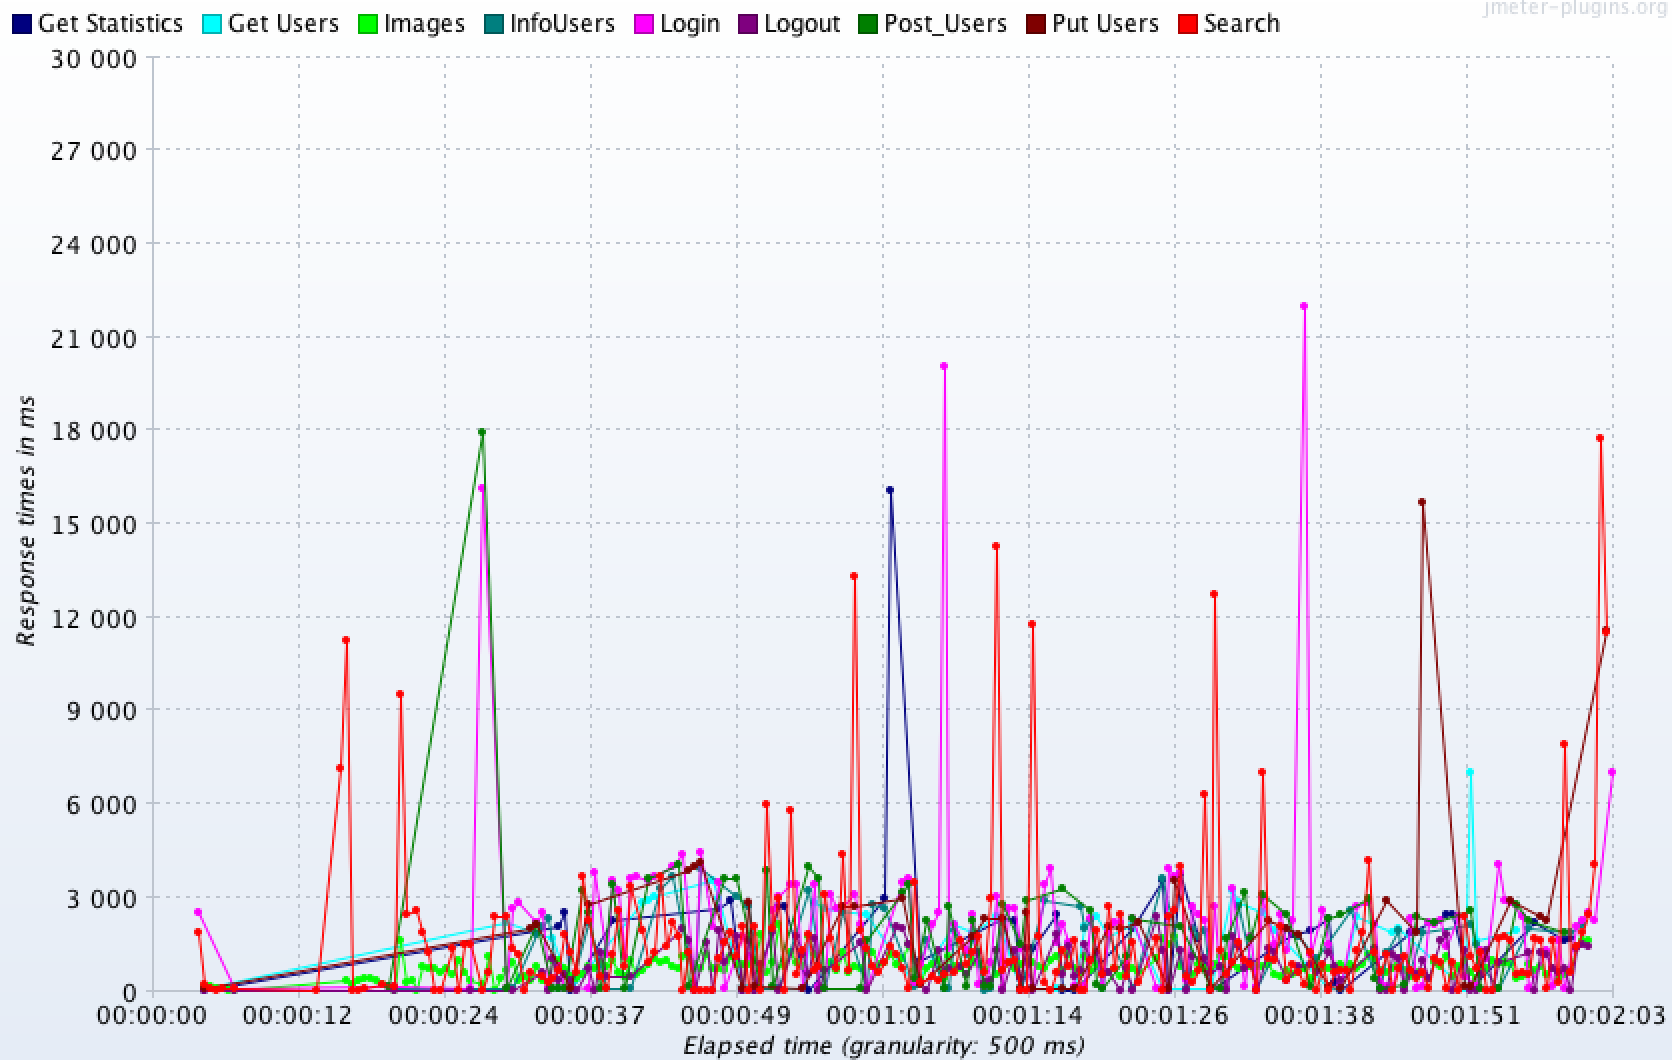 jmeter-plugins.org
Get Statistics Get Users Images InfoUsers Login Logout Post_Users Put Users Search
30 000
27 000
24 000
21 000
18 000
15 000
12 000
9 000
6 000
3 000
0
Response times in ms
00:00:00 00:00:12 00:00:24 00:00:37 00:00:49 00:01:01 00:01:14 00:01:26 00:01:38 00:01:51 00:02:03
Elapsed time (granularity: 500 ms)